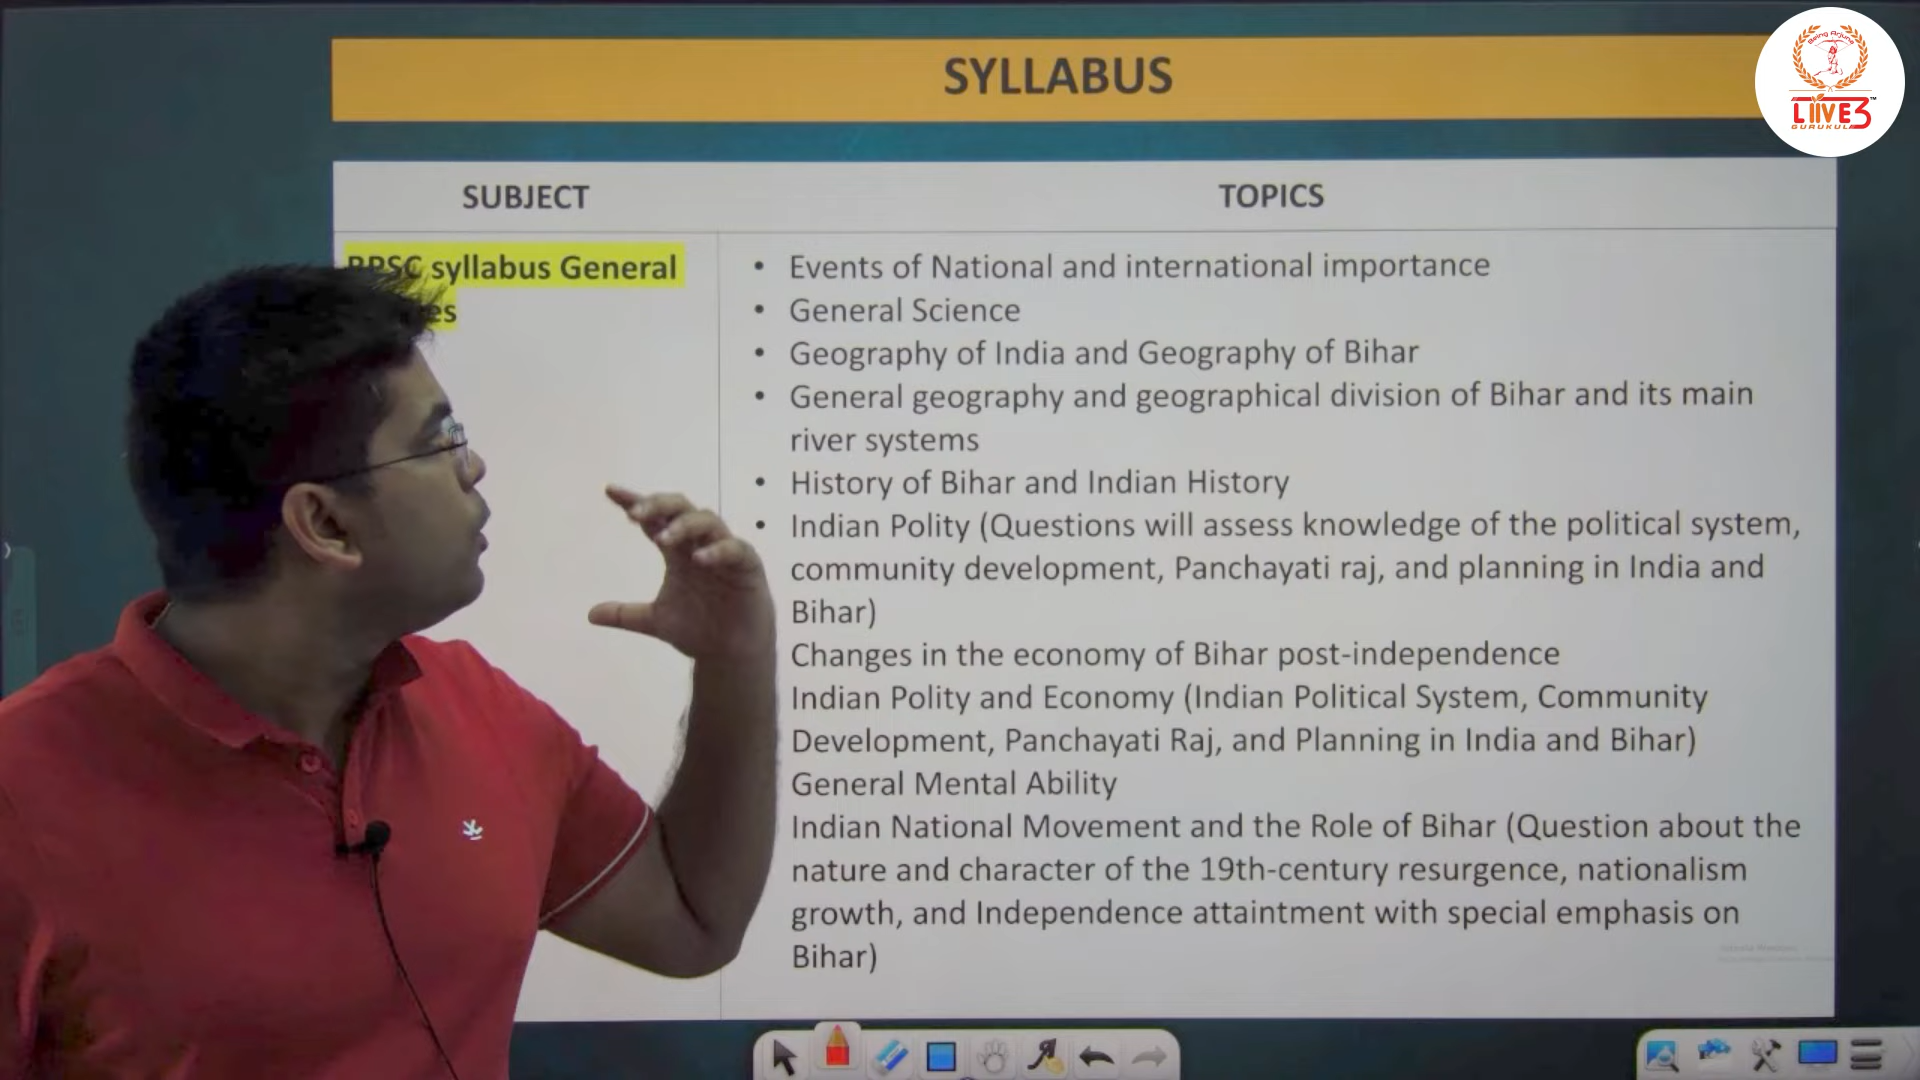 SYLLABUS
Being Arjuna
LIIVE3™
GURUKULA
SUBJECT
TOPICS
BPSC syllabus General
es
• Events of National and international importance
• General Science
• Geography of India and Geography of Bihar
• General geography and geographical division of Bihar and its main
river systems
• History of Bihar and Indian History
• Indian Polity (Questions will assess knowledge of the political system,
community development, Panchayati raj, and planning in India and
Bihar)
Changes in the economy of Bihar post-independence
Indian Polity and Economy (Indian Political System, Community
Development, Panchayati Raj, and Planning in India and Bihar)
General Mental Ability
Indian National Movement and the Role of Bihar (Question about the
nature and character of the 19th-century resurgence, nationalism
growth, and Independence attaintment with special emphasis on
Bihar)